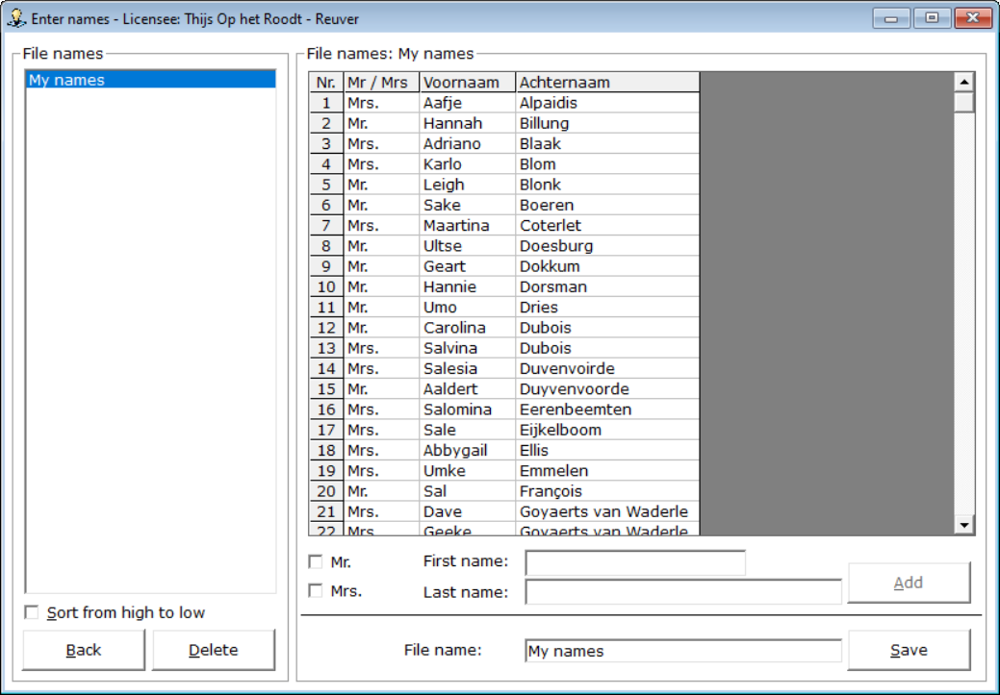 Enter names - Licensee: Thijs Op het Roodt - Reuver
File names
My names
Sort from high to low
Back Delete
File names: My names
Nr. Mr / Mrs Voornaam Achternaam
1 Mrs. Aafje Alpaidis
2 Mr. Hannah Billung
3 Mrs. Adriano Blaak
4 Mrs. Karlo Blom
5 Mr. Leigh Blonk
6 Mr. Sake Boeren
7 Mrs. Maartina Coterlet
8 Mr. Ultse Doesburg
9 Mr. Geart Dokkum
10 Mr. Hannie Dorsman
11 Mr. Umo Dries
12 Mr. Carolina Dubois
13 Mrs. Salvina Dubois
14 Mrs. Salesia Duvenvoirde
15 Mr. Aaldert Duyvenvoorde
16 Mrs. Salomina Eerenbeemten
17 Mrs. Sale Eijkelboom
18 Mrs. Abbygail Ellis
19 Mrs. Umke Emmelen
20 Mr. Sal François
21 Mrs. Dave Goyaerts van Waderle
22 Mrs Geeke Goyaerts van Waderle
Mr. First name:
Mrs. Last name:
Add
File name: My names Save